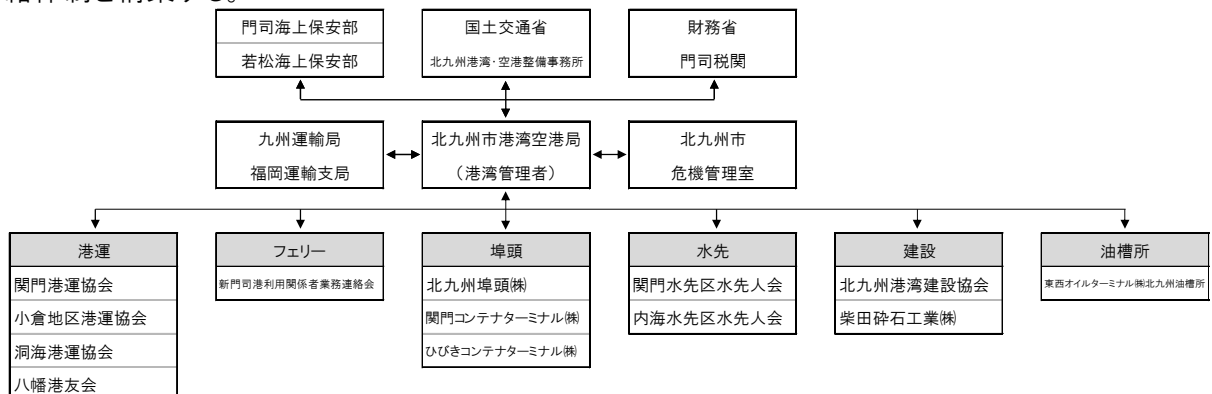 門司海上保安部
若松海上保安部
国土交通省
北九州港湾・空港整備事務所
財務省
門司税関
九州運輸局
福岡運輸支局
北九州市港湾空港局
(港湾管理者)
北九州市
危機管理室
港運
関門港運協会
小倉地区港運協会
洞海港運協会
八幡港友会
フェリー
新門司港利用関係者業務連絡会
埠頭
北九州埠頭㈱
関門コンテナターミナル㈱
ひびきコンテナターミナル㈱
水先
関門水先区水先人会
内海水先区水先人会
建設
北九州港湾建設協会
柴田砕石工業㈱
油槽所
東西オイルターミナル㈱北九州油槽所